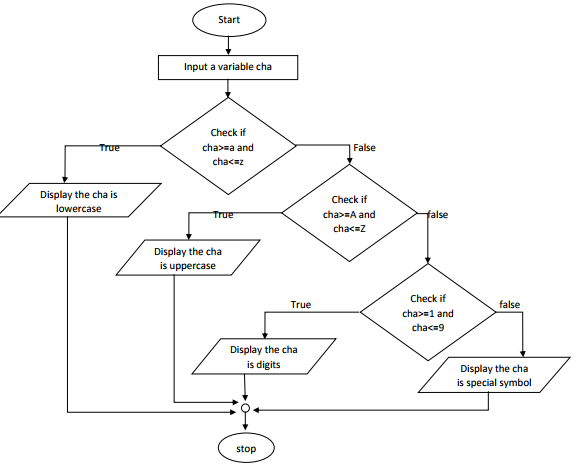 Start
Input a variable cha
Check if
cha>=a and
cha<=z
True
False
Display the cha is
lowercase
Check if
cha>=A and
cha<=Z
True
false
Display the cha
is uppercase
Check if
cha>=1 and
cha<=9
True
false
Display the cha
is digits
Display the cha
is special symbol
stop